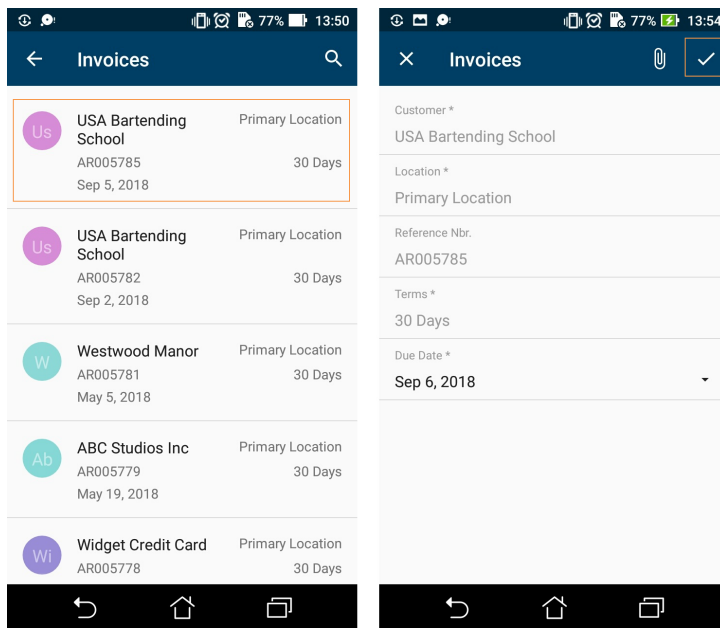 77% 13:50
Invoices
Us
USA Bartending
School
Primary Location
AR005785
30 Days
Sep 5, 2018
Us
USA Bartending
School
Primary Location
AR005782
30 Days
Sep 2, 2018
W
Westwood Manor
Primary Location
AR005781
30 Days
May 5, 2018
Ab
ABC Studios Inc
Primary Location
AR005779
30 Days
May 19, 2018
Wi
Widget Credit Card
Primary Location
AR005778
30 Days
77% 13:54
Invoices
Customer *
USA Bartending School
Location *
Primary Location
Reference Nbr.
AR005785
Terms *
30 Days
Due Date *
Sep 6, 2018